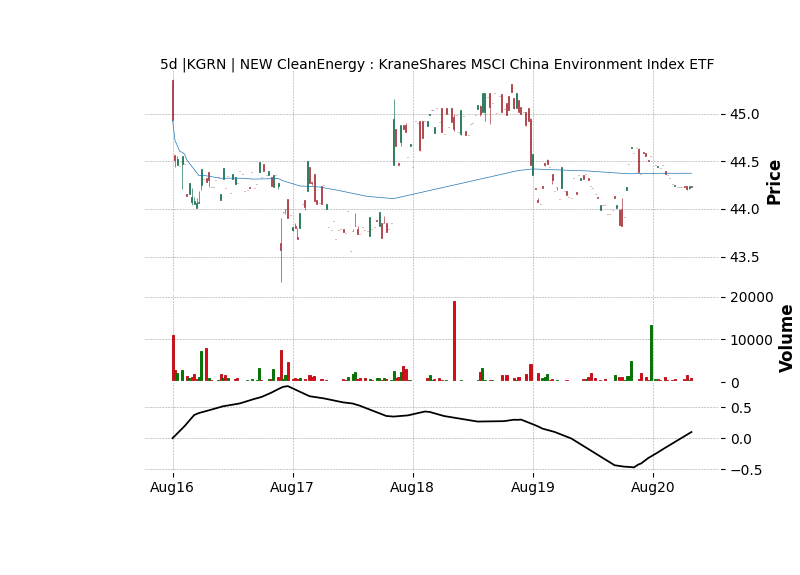 5d |KGRN | NEW CleanEnergy : KraneShares MSCI China Environment Index ETF
45.0
44.5
44.0
43.5
Price
20000
10000
0
Volume
0.5
0.0
−0.5
Aug16 Aug17 Aug18 Aug19 Aug20